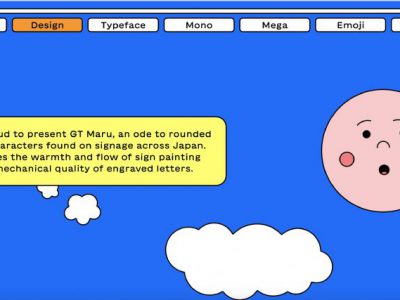 Design
Typeface
Mono
Mega
Emoji
ud to present GT Maru, an ode to rounded
aracters found on signage across Japan.
es the warmth and flow of sign painting
mechanical quality of engraved letters.